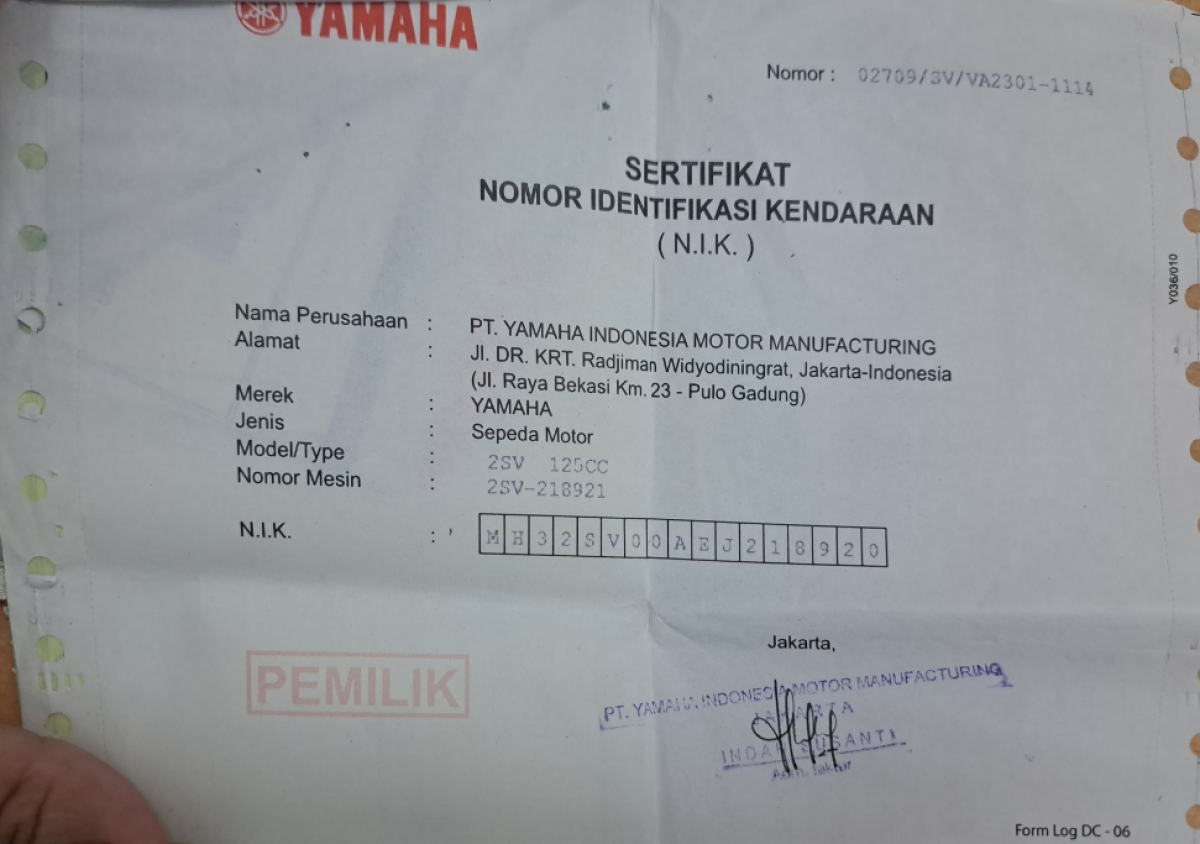 YAMAHA
Nomor : 02709/SV/VA2301-1114
SERTIFIKAT
NOMOR IDENTIFIKASI KENDARAAN
( N.I.K. )
Y036/010
Nama Perusahaan : PT. YAMAHA INDONESIA MOTOR MANUFACTURING
Alamat : Jl. DR. KRT. Radjiman Widyodiningrat, Jakarta-Indonesia
(Jl. Raya Bekasi Km. 23 - Pulo Gadung)
Merek : YAMAHA
Jenis : Sepeda Motor
Model/Type : 2SV 125CC
Nomor Mesin : 2SV-218921
N.I.K. : ' MH32SV00AEJ218920
Jakarta,
PEMILIK
PT. YAMAHA INDONESIA MOTOR MANUFACTURING
JAKARTA
INDAH SUSANTI
Form Log DC - 06